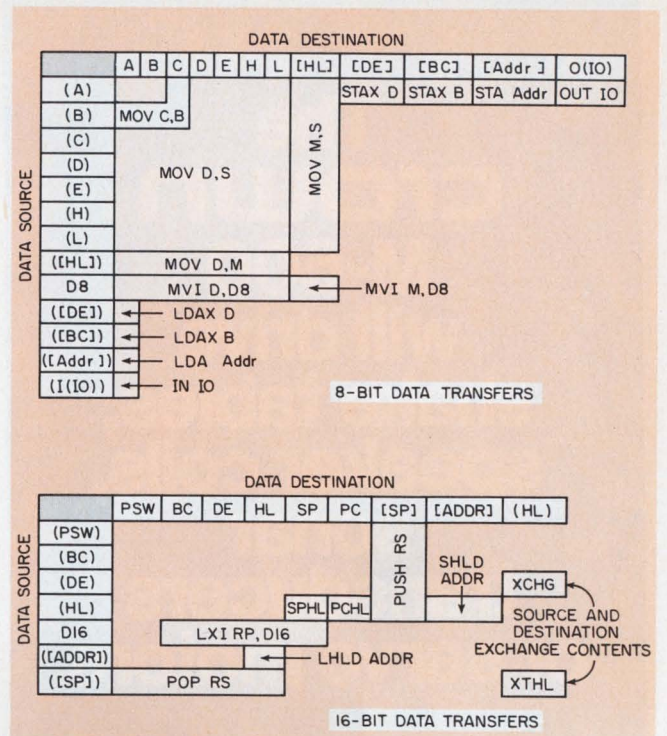 DATA DESTINATION
A B C D E H L [HL] [DE] [BC] [Addr] O(IO)
DATA SOURCE
(A) STAX D STAX B STA Addr OUT IO
(B) MOV C,B
(C)
(D) MOV D,S MOV M,S
(E)
(H)
(L)
([HL]) MOV D,M
D8 MVI D,D8 MVI M,D8
([DE]) LDAX D
([BC]) LDAX B
([Addr]) LDA Addr
(I(IO)) IN IO
8-BIT DATA TRANSFERS
DATA DESTINATION
PSW BC DE HL SP PC [SP] [ADDR] (HL)
DATA SOURCE
(PSW)
(BC) PUSH RS SHLD ADDR
(DE) XCHG
(HL) SPHL PCHL
D16 LXI RP,D16 SOURCE AND DESTINATION EXCHANGE CONTENTS
([ADDR]) LHLD ADDR
([SP]) POP RS XTHL
16-BIT DATA TRANSFERS